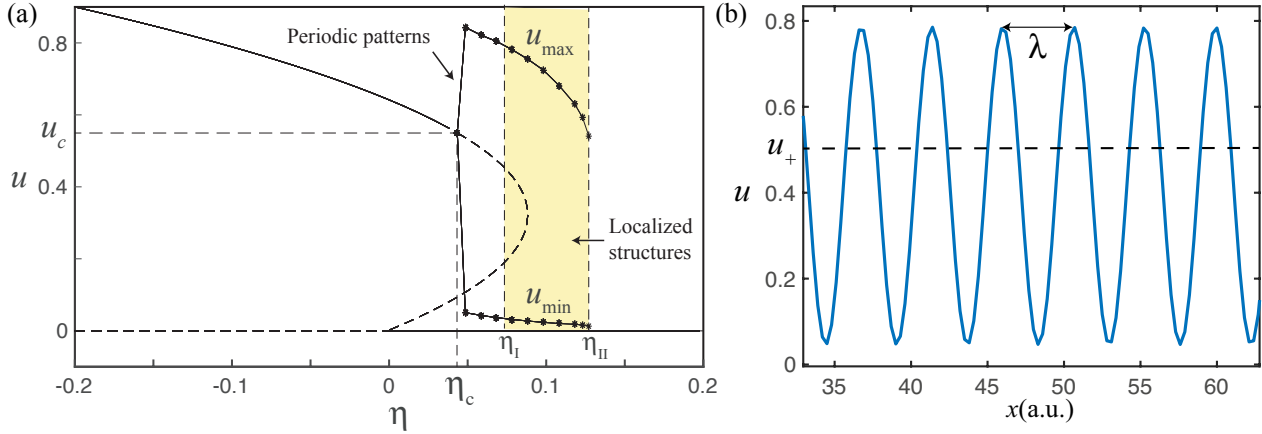 (a)
0.8
u_c
u
0.4
0
-0.2
-0.1
0
η_c
0.1
0.2
η
Periodic patterns
u_max
Localized
structures
u_min
η_I
η_II
(b)
1
0.8
0.6
u_+
u
0.4
0.2
0
35
40
45
50
55
60
x(a.u.)
λ